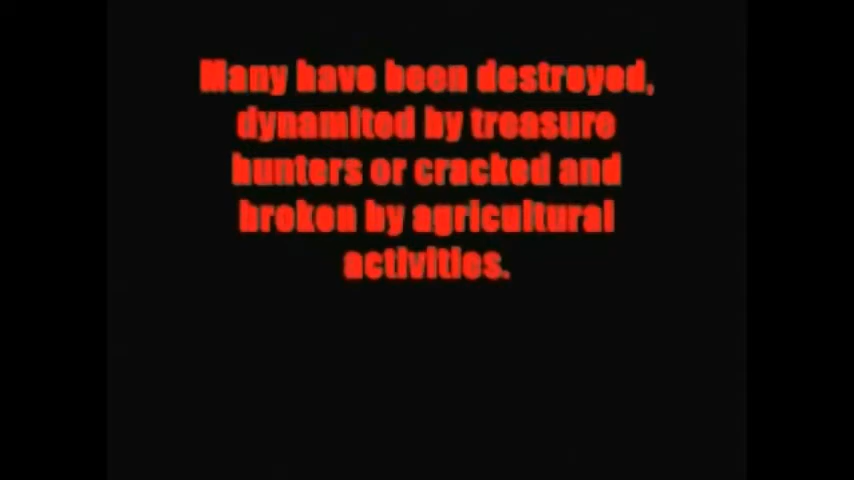 Many have been destroyed,
dynamited by treasure
hunters or cracked and
broken by agricultural
activities.